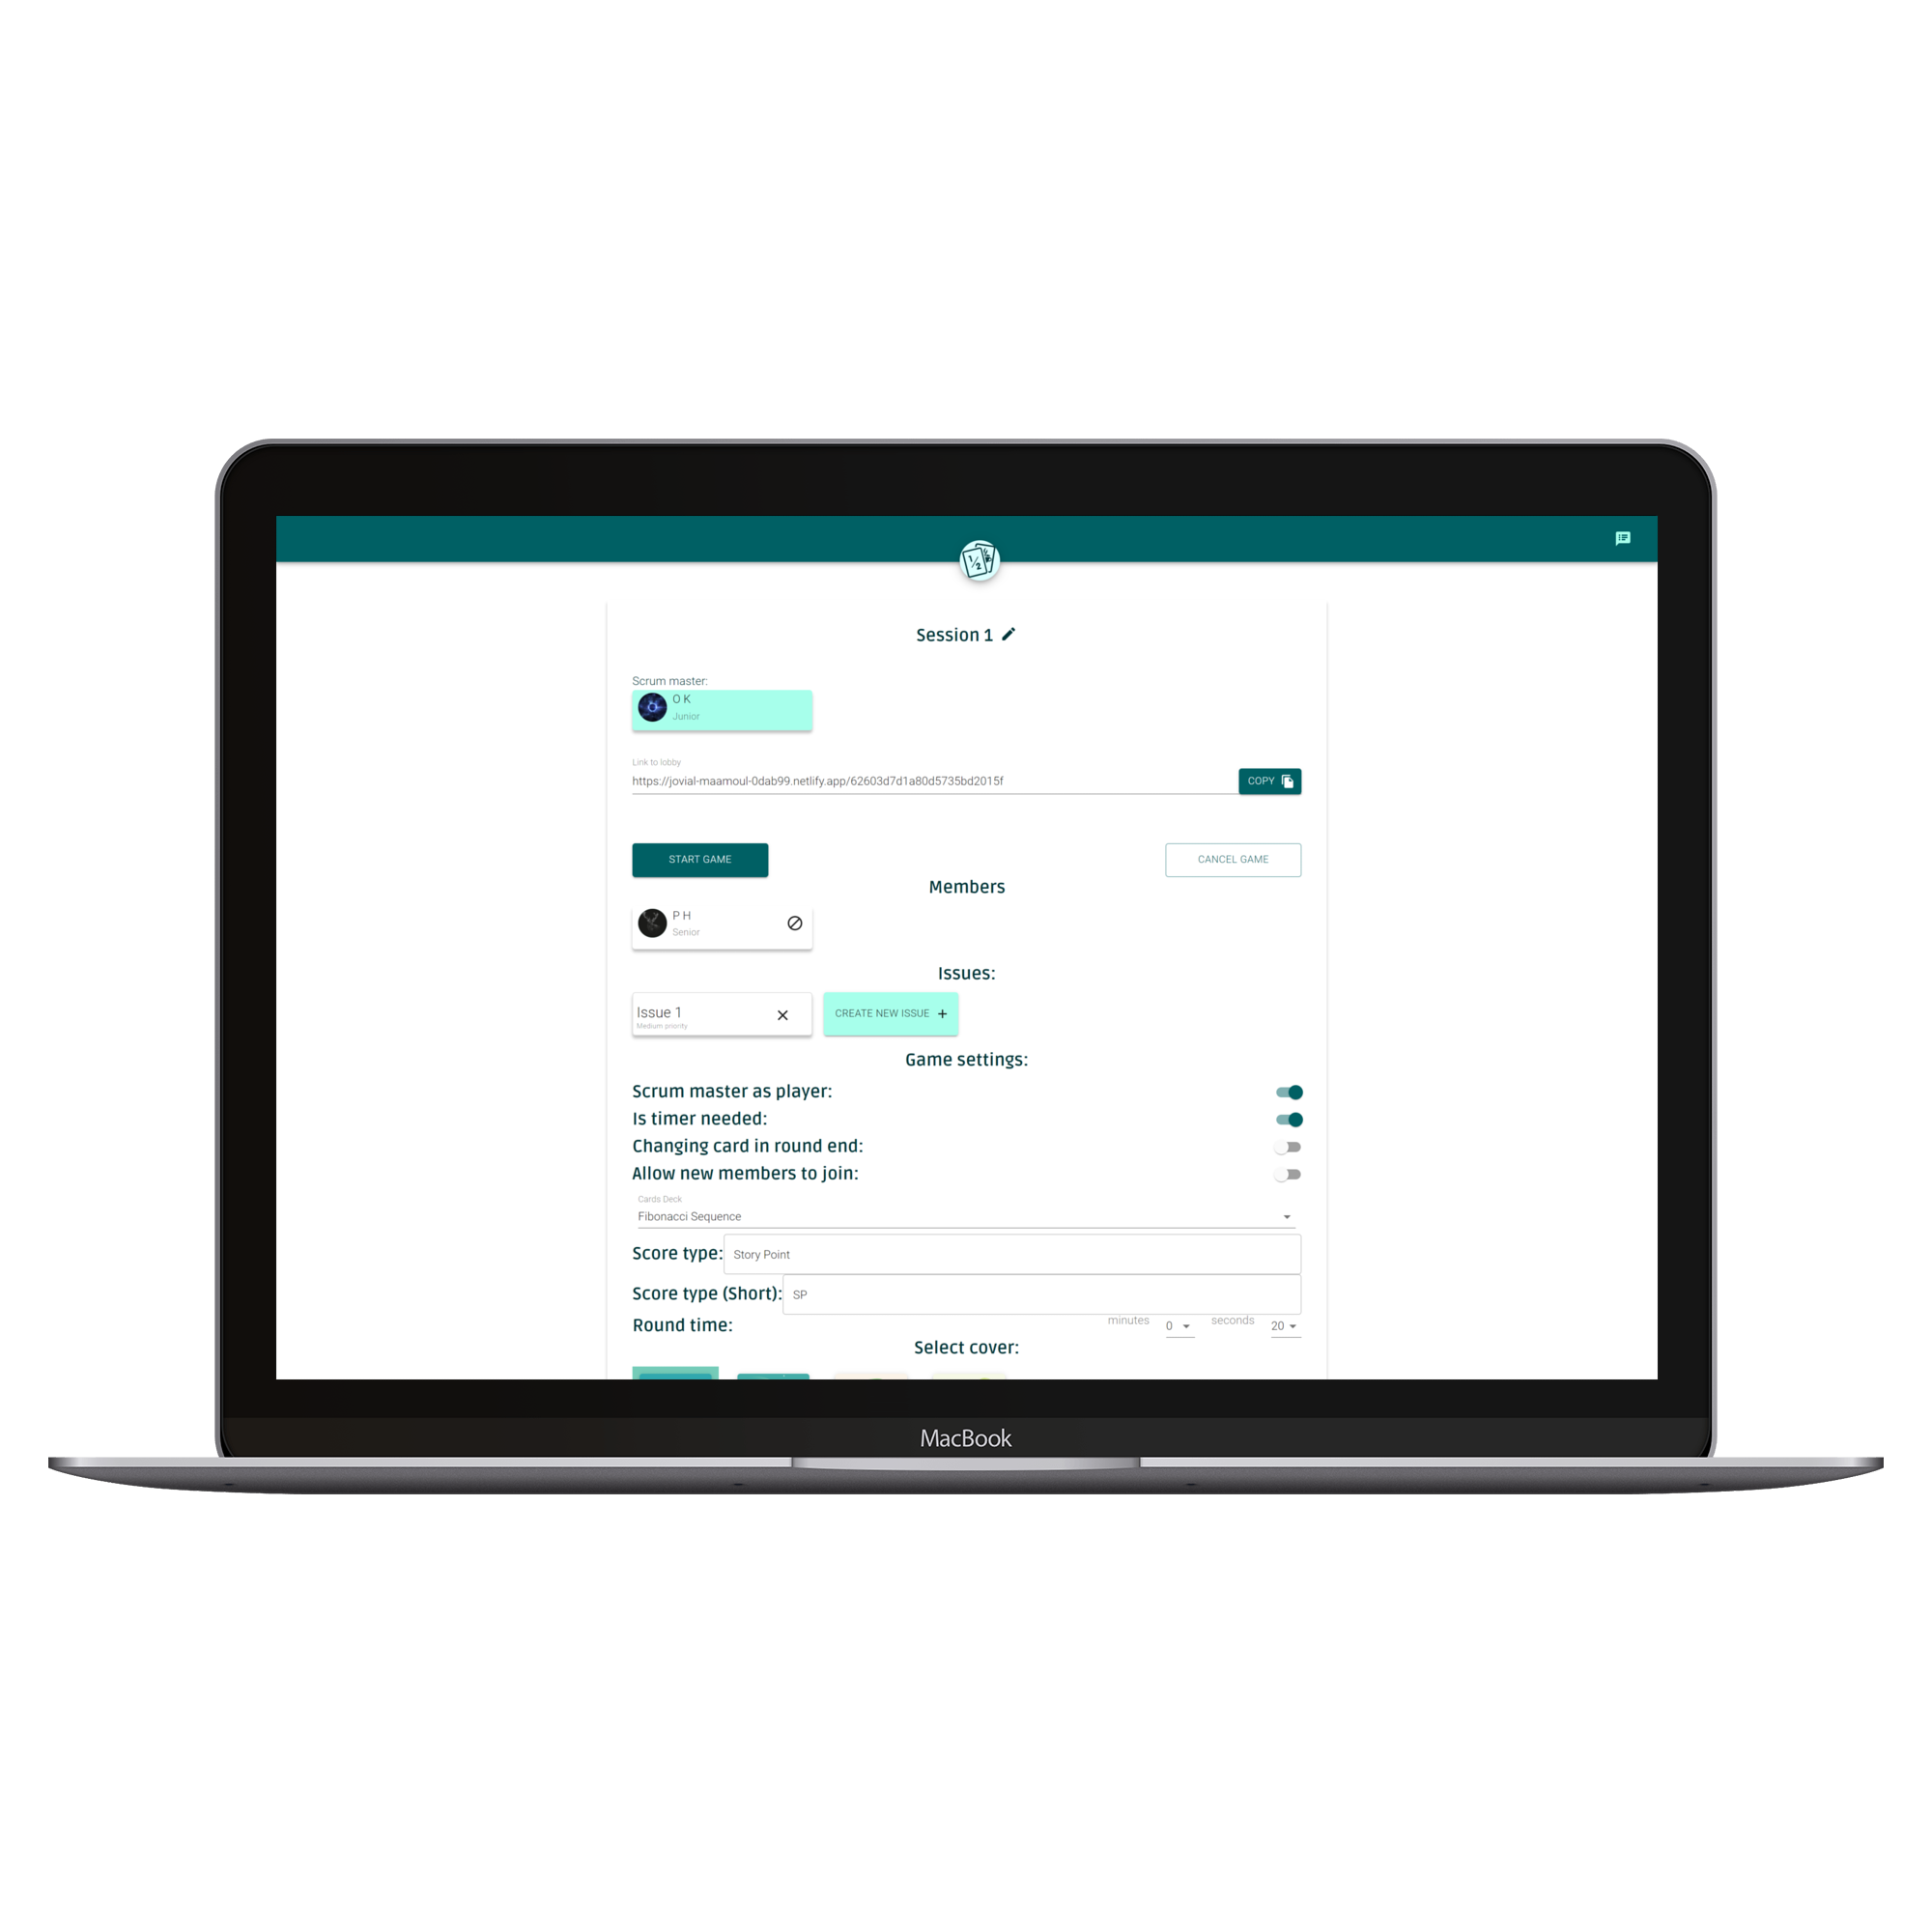 1/2
Session 1
Scrum master:
O K
Junior
Link to lobby
https://jovial-maamoul-0dab99.netlify.app/62603d7d1a80d5735bd2015f
COPY
START GAME
CANCEL GAME
Members
P H
Senior
Issues:
Issue 1
Medium priority
CREATE NEW ISSUE +
Game settings:
Scrum master as player:
Is timer needed:
Changing card in round end:
Allow new members to join:
Cards Deck
Fibonacci Sequence
Score type: Story Point
Score type (Short): SP
Round time: minutes 0 seconds 20
Select cover:
MacBook